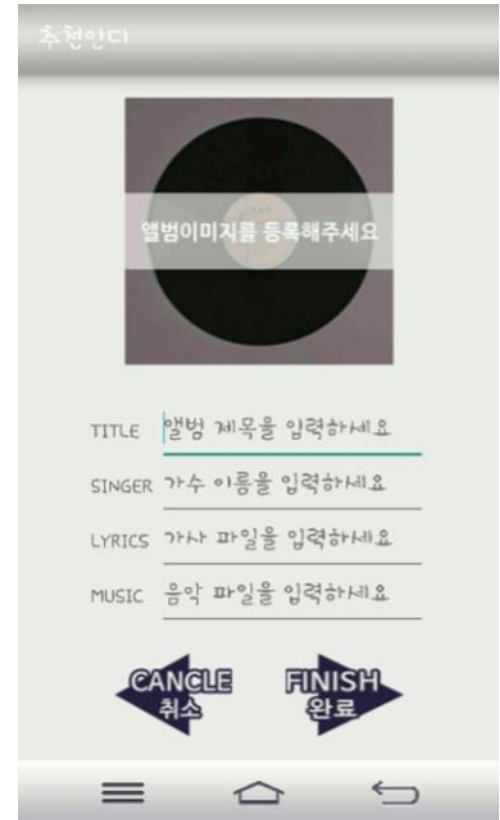 추천인디
앨범이미지를 등록해주세요
TITLE 앨범 제목을 입력하세요
SINGER 가수 이름을 입력하세요
LYRICS 가사 파일을 입력하세요
MUSIC 음악 파일을 입력하세요
CANCLE FINISH
취소 완료